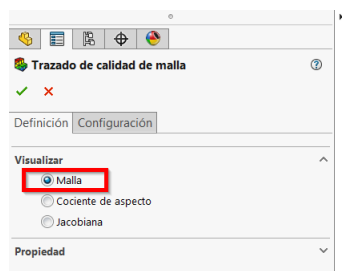 Trazado de calidad de malla
Definición Configuración
Visualizar
Malla
Cociente de aspecto
Jacobiana
Propiedad